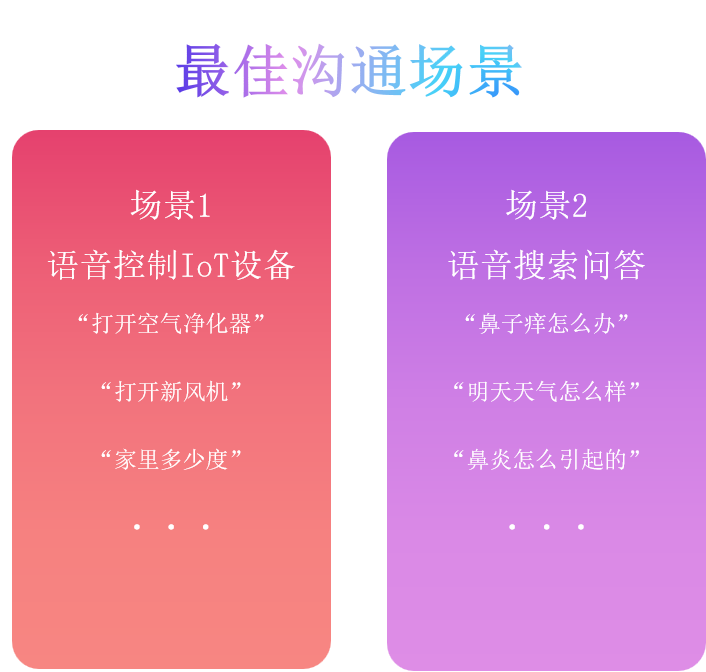 最佳沟通场景
场景1
语音控制IoT设备
“打开空气净化器”
“打开新风机”
“家里多少度”
• • •
场景2
语音搜索问答
“鼻子痒怎么办”
“明天天气怎么样”
“鼻炎怎么引起的”
• • •